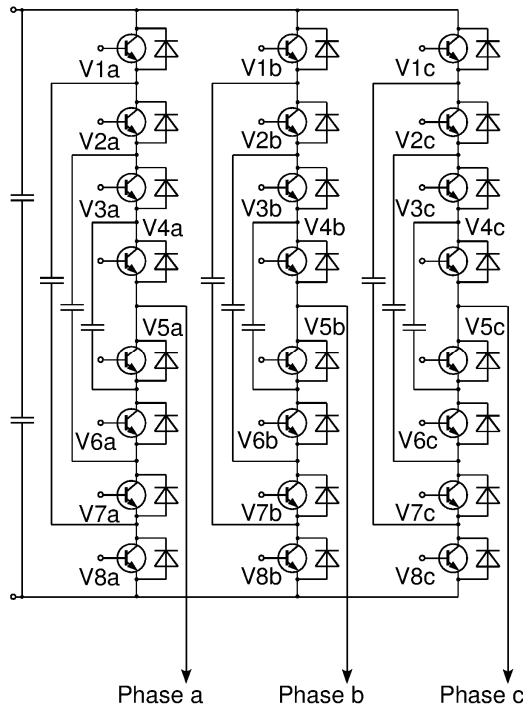 V1a V1b V1c
V2a V2b V2c
V3a V3b V3c
V4a V4b V4c
V5a V5b V5c
V6a V6b V6c
V7a V7b V7c
V8a V8b V8c
Phase a Phase b Phase c